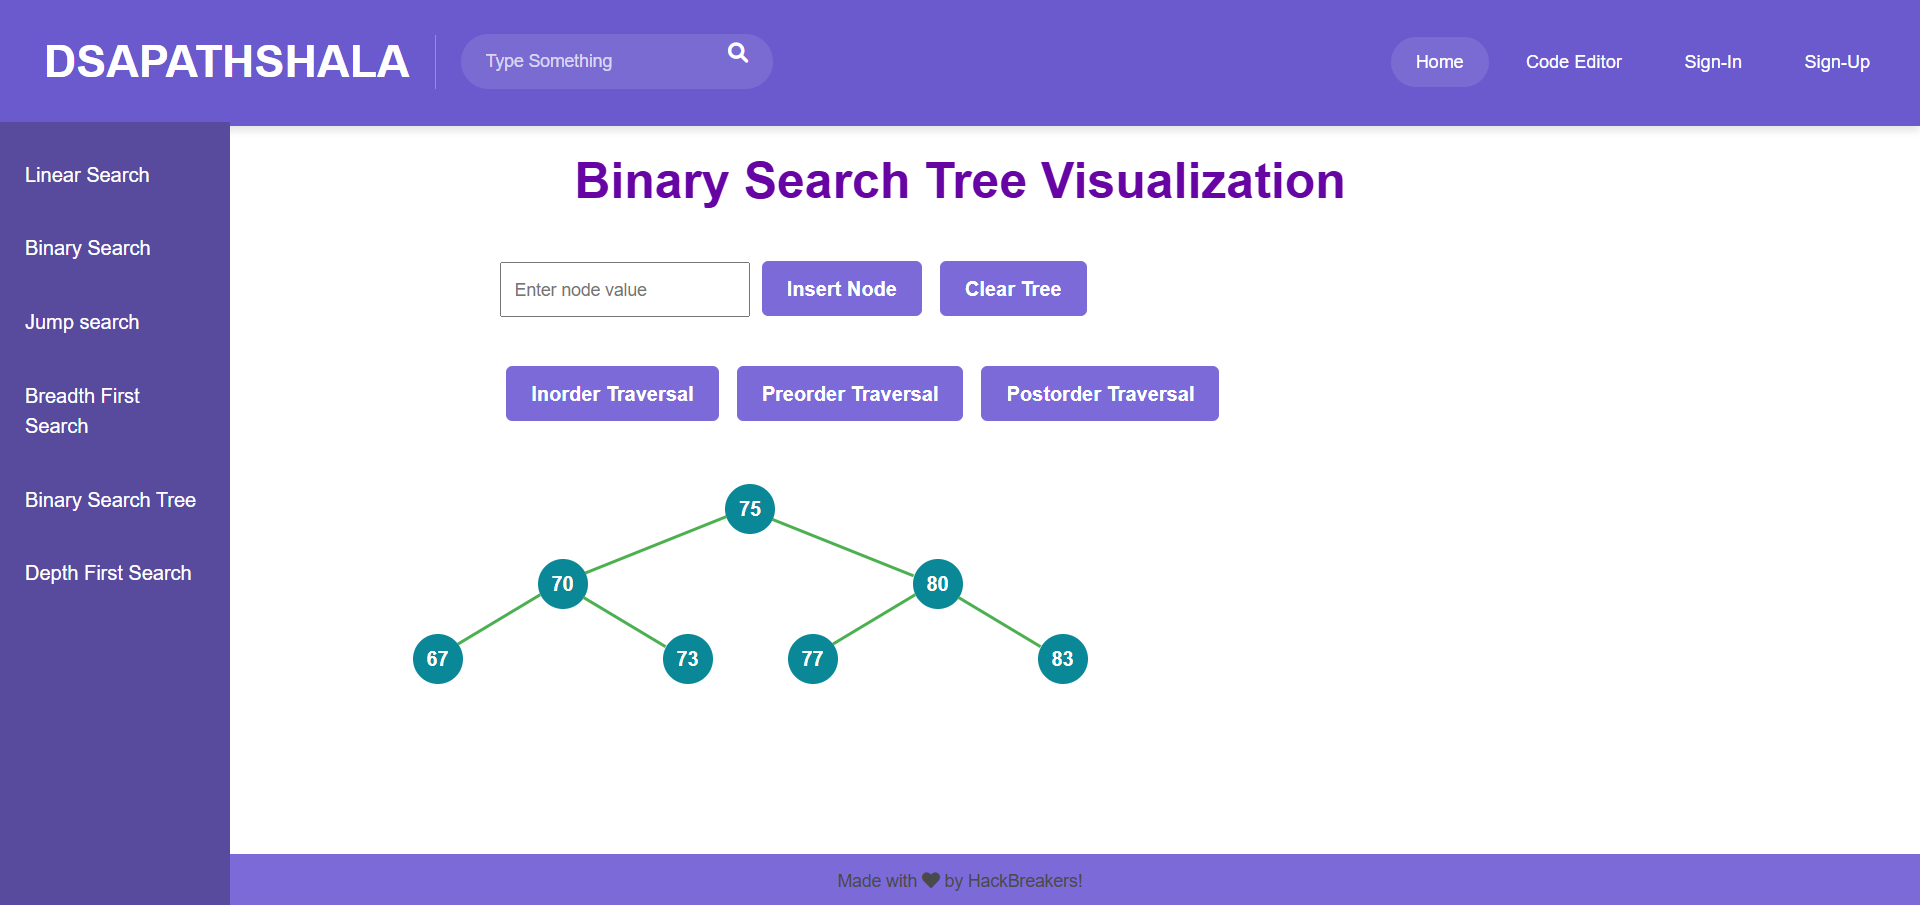 DSAPATHSHALA
Type Something
Home
Code Editor
Sign-In
Sign-Up
Linear Search
Binary Search
Jump search
Breadth First
Search
Binary Search Tree
Depth First Search
Binary Search Tree Visualization
Enter node value
Insert Node
Clear Tree
Inorder Traversal
Preorder Traversal
Postorder Traversal
75
70
80
67
73
77
83
Made with by HackBreakers!